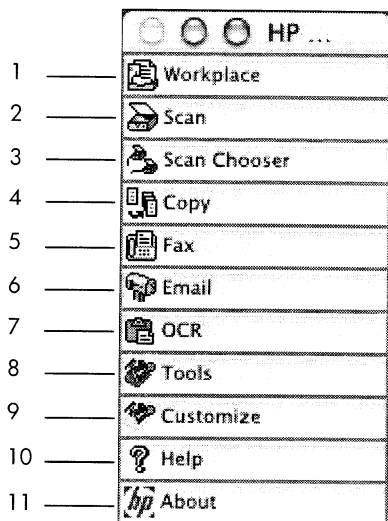 HP ...
1 Workplace
2 Scan
3 Scan Chooser
4 Copy
5 Fax
6 Email
7 OCR
8 Tools
9 Customize
10 ? Help
11 hp About